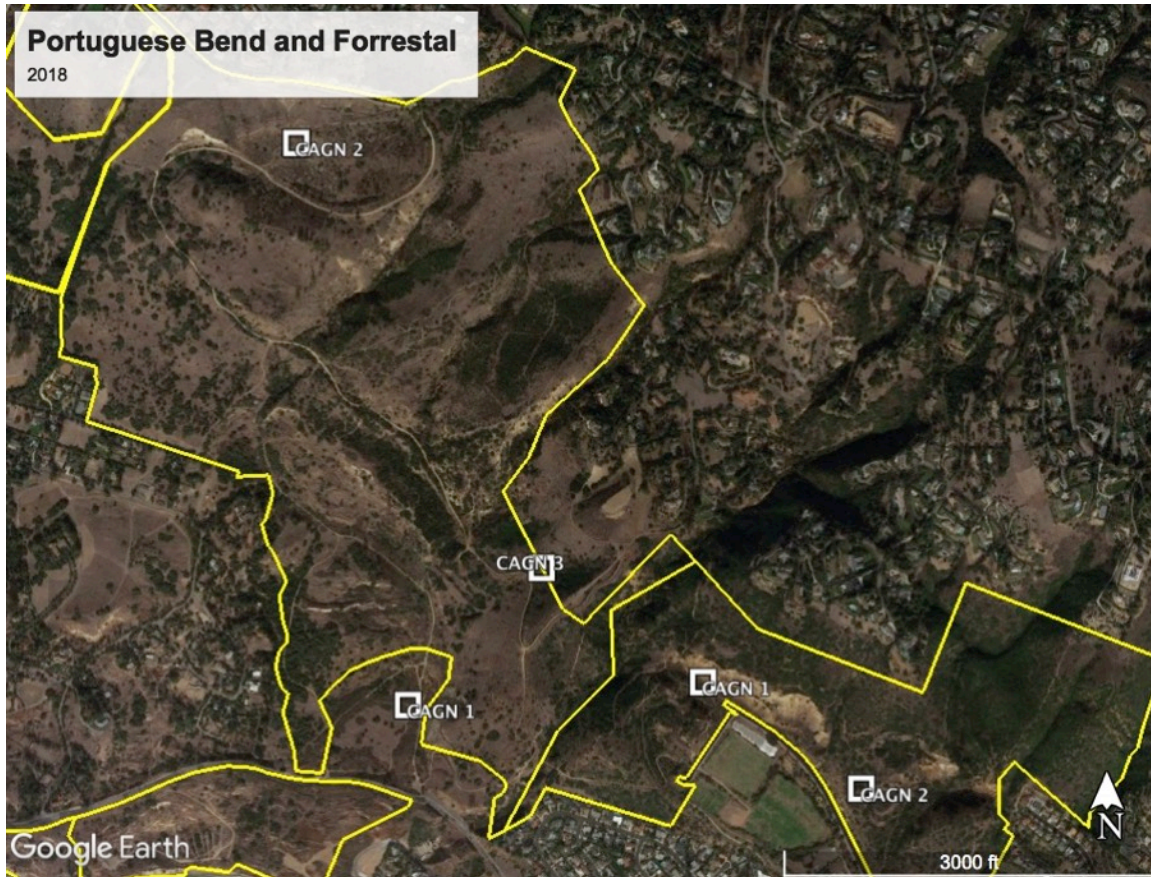 Portuguese Bend and Forrestal
2018
CAGN 2
CAGN 3
CAGN 1
CAGN 1
CAGN 2
N
Google Earth
3000 ft